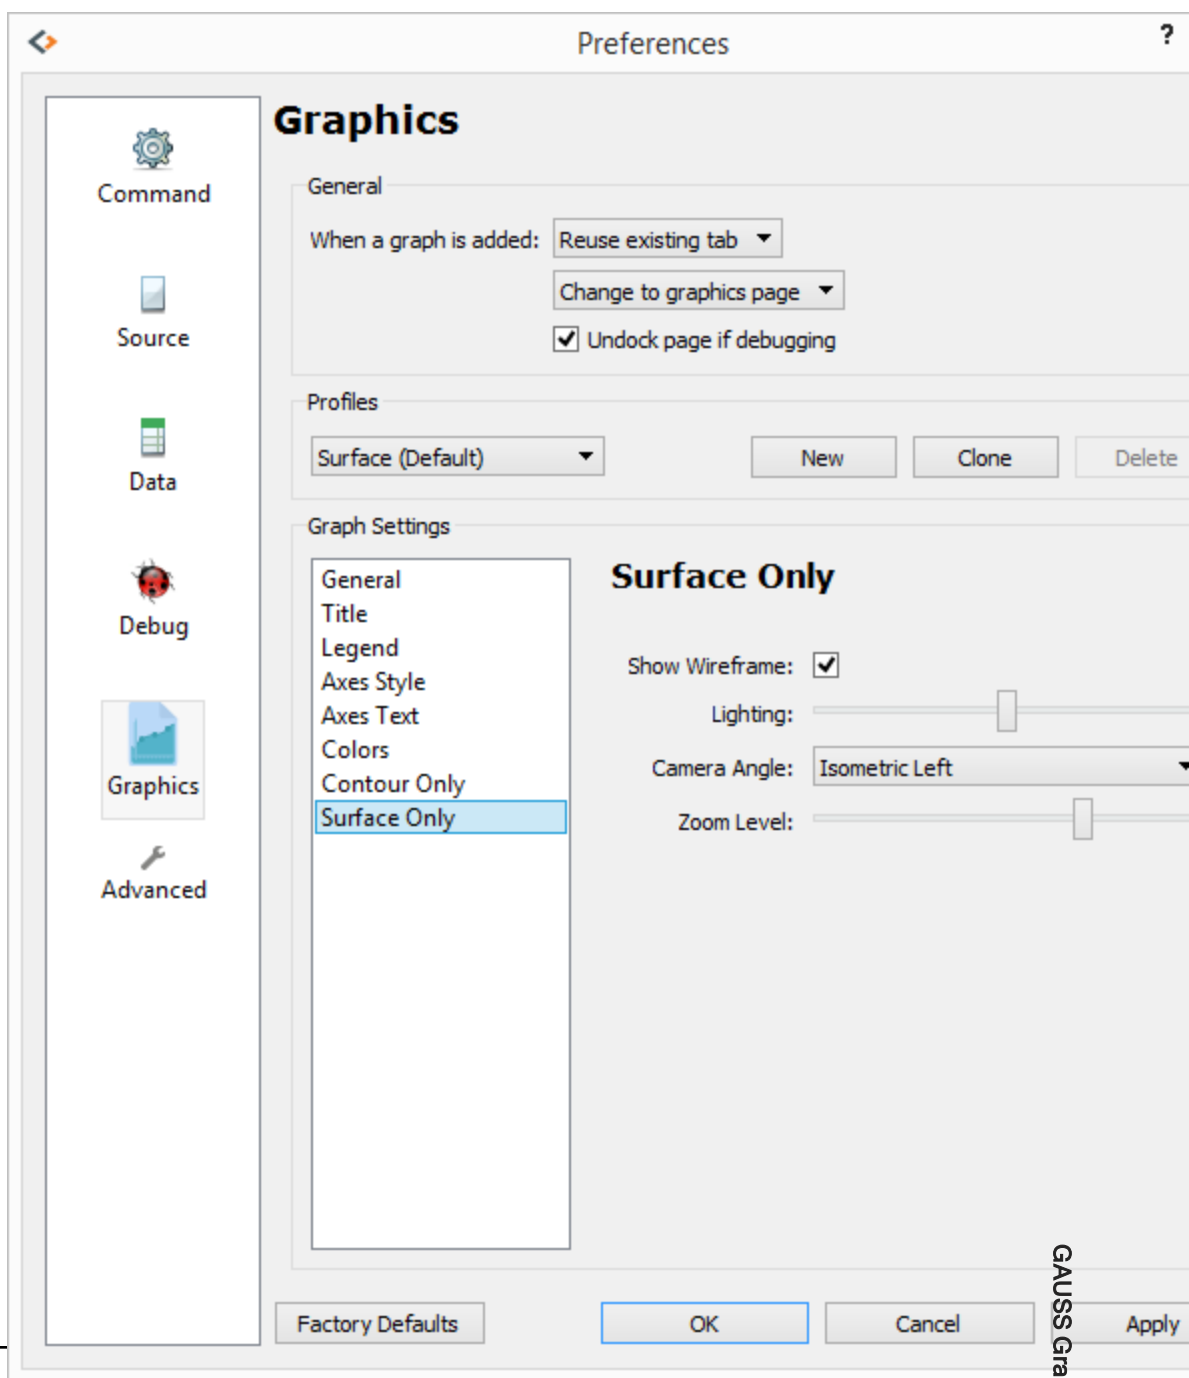 Preferences
?
Command
Source
Data
Debug
Graphics
Advanced
Graphics
General
When a graph is added: Reuse existing tab
Change to graphics page
Undock page if debugging
Profiles
Surface (Default) New Clone Delete
Graph Settings
General
Title
Legend
Axes Style
Axes Text
Colors
Contour Only
Surface Only
Surface Only
Show Wireframe:
Lighting:
Camera Angle: Isometric Left
Zoom Level:
Factory Defaults OK Cancel Apply
GAUSS Gra